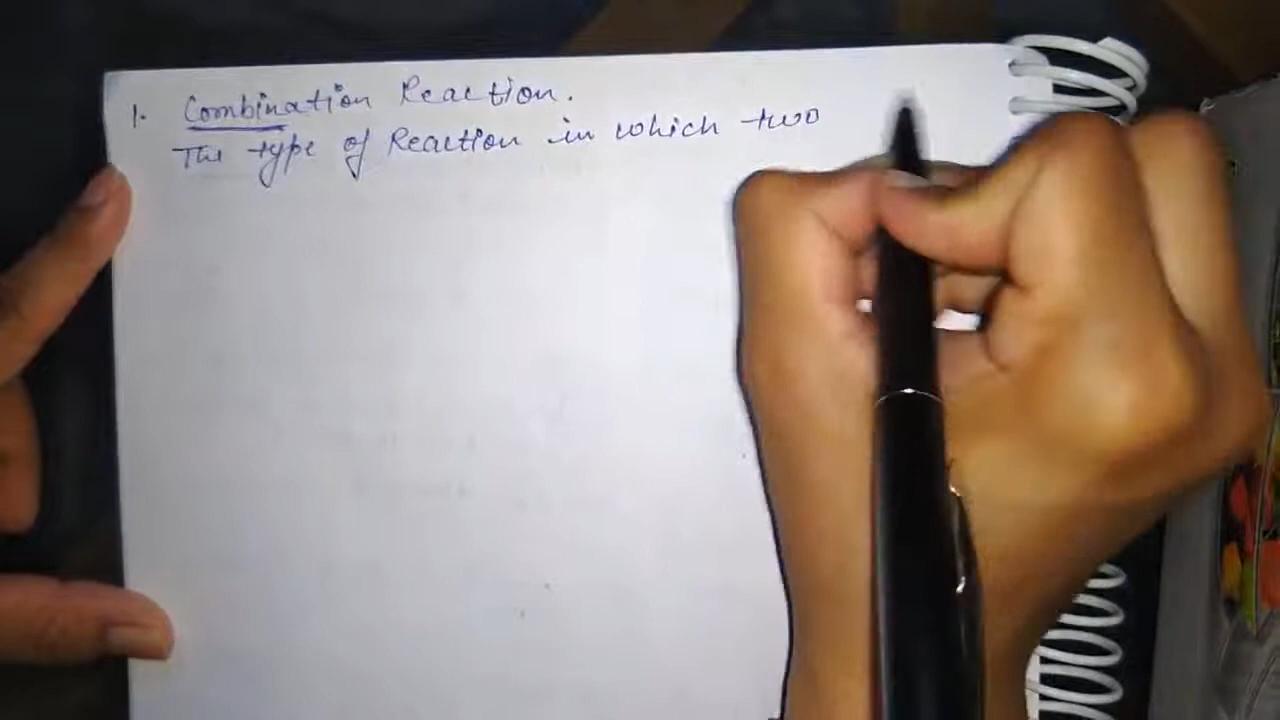 1. Combination Reaction.
The type of Reaction in which two